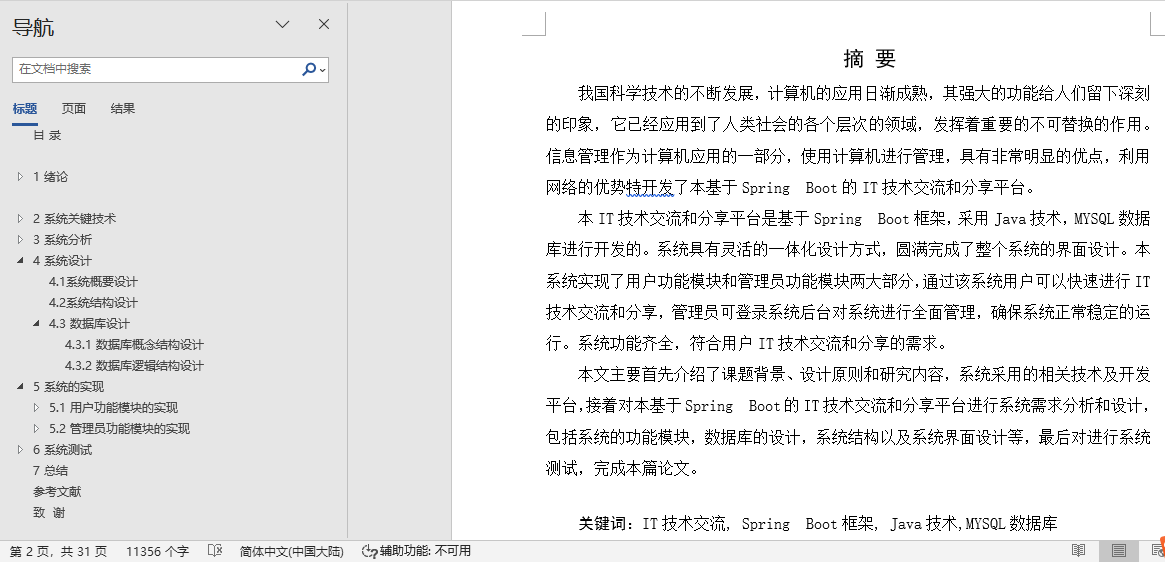 导航
在文档中搜索
标题 页面 结果
目 录
1 绪论
2 系统关键技术
3 系统分析
4 系统设计
4.1系统概要设计
4.2系统结构设计
4.3 数据库设计
4.3.1 数据库概念结构设计
4.3.2 数据库逻辑结构设计
5 系统的实现
5.1 用户功能模块的实现
5.2 管理员功能模块的实现
6 系统测试
7 总结
参考文献
致 谢
摘 要
我国科学技术的不断发展，计算机的应用日渐成熟，其强大的功能给人们留下深刻
的印象，它已经应用到了人类社会的各个层次的领域，发挥着重要的不可替换的作用。
信息管理作为计算机应用的一部分，使用计算机进行管理，具有非常明显的优点，利用
网络的优势特开发了本基于 Spring Boot 的 IT 技术交流和分享平台。
本 IT 技术交流和分享平台是基于 Spring Boot 框架，采用 Java 技术，MYSQL 数据
库进行开发的。系统具有灵活的一体化设计方式，圆满完成了整个系统的界面设计。本
系统实现了用户功能模块和管理员功能模块两大部分，通过该系统用户可以快速进行 IT
技术交流和分享，管理员可登录系统后台对系统进行全面管理，确保系统正常稳定的运
行。系统功能齐全，符合用户 IT 技术交流和分享的需求。
本文主要首先介绍了课题背景、设计原则和研究内容，系统采用的相关技术及开发
平台，接着对本基于 Spring Boot 的 IT 技术交流和分享平台进行系统需求分析和设计，
包括系统的功能模块，数据库的设计，系统结构以及系统界面设计等，最后对进行系统
测试，完成本篇论文。
关键词：IT 技术交流，Spring Boot 框架，Java 技术,MYSQL 数据库
第 2 页，共 31 页 11356 个字 简体中文(中国大陆) 辅助功能: 不可用